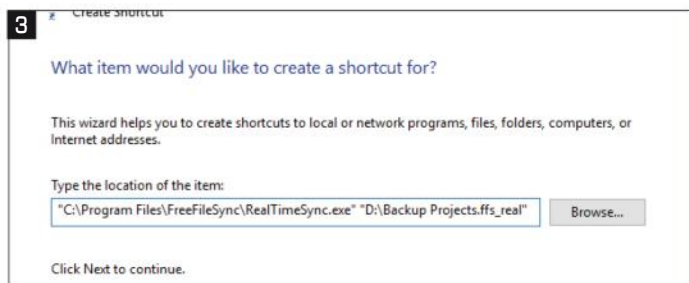 3
Create Shortcut
What item would you like to create a shortcut for?
This wizard helps you to create shortcuts to local or network programs, files, folders, computers, or
Internet addresses.
Type the location of the item:
"C:\Program Files\FreeFileSync\RealTimeSync.exe" "D:\Backup Projects.ffs_real"
Browse...
Click Next to continue.